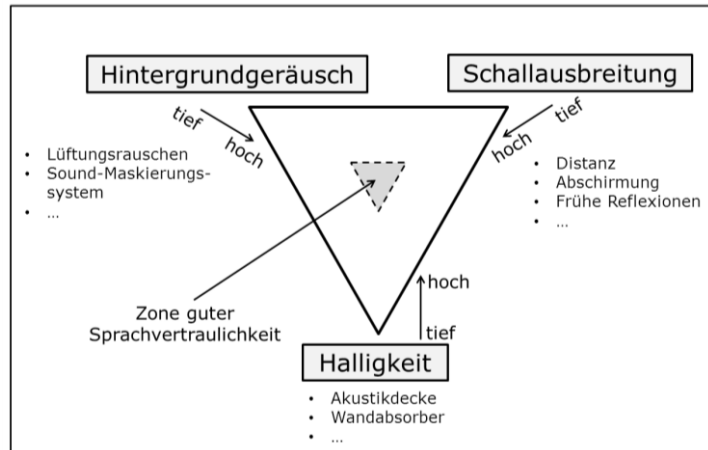 Hintergrundgeräusch
Schallausbreitung
tief
hoch
tief
hoch
• Lüftungsrauschen
• Sound-Maskierungs-
system
• ...
• Distanz
• Abschirmung
• Frühe Reflexionen
• ...
Zone guter
Sprachvertraulichkeit
hoch
tief
Halligkeit
• Akustikdecke
• Wandabsorber
• ...